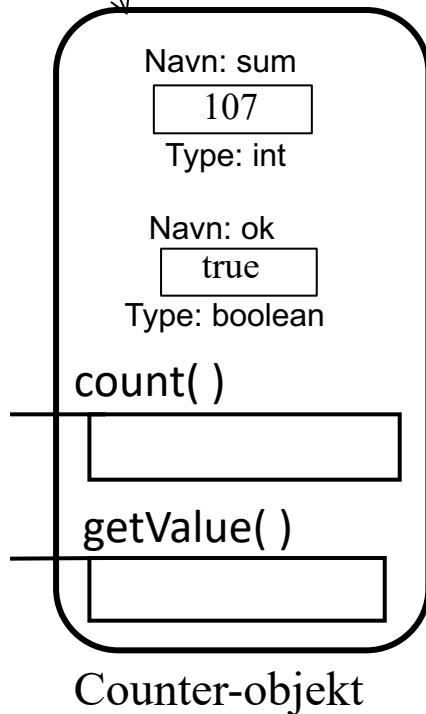 Navn: sum
107
Type: int
Navn: ok
true
Type: boolean
count( )
getValue( )
Counter-objekt